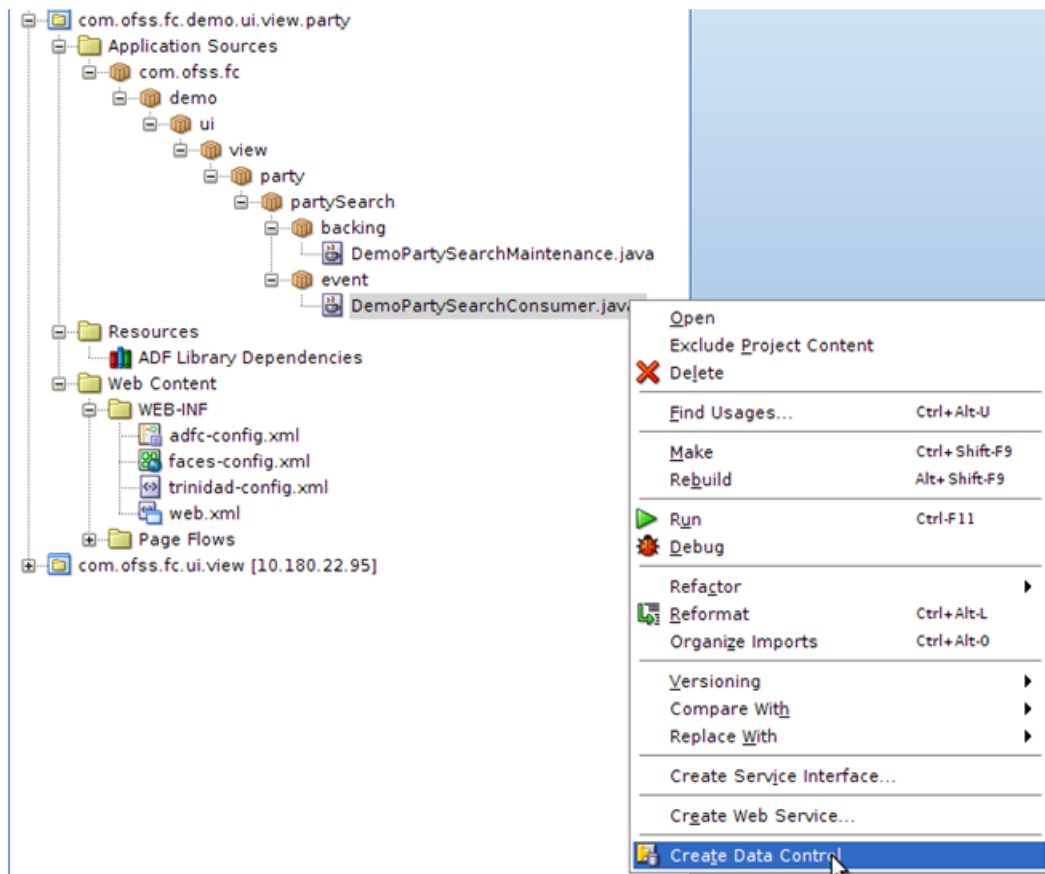 com.ofss.fc.demo.ui.view.party
Application Sources
com.ofss.fc
demo
ui
view
party
partySearch
backing
DemoPartySearchMaintenance.java
event
DemoPartySearchConsumer.java
Resources
ADF Library Dependencies
Web Content
WEB-INF
adfc-config.xml
faces-config.xml
trinidad-config.xml
web.xml
Page Flows
com.ofss.fc.ui.view [10.180.22.95]
Open
Exclude Project Content
Delete
Find Usages... Ctrl+Alt-U
Make Ctrl+Shift-F9
Rebuild Alt+Shift-F9
Run Ctrl-F11
Debug
Refactor
Reformat Ctrl+Alt-L
Organize Imports Ctrl+Alt-O
Versioning
Compare With
Replace With
Create Service Interface...
Create Web Service...
Create Data Control